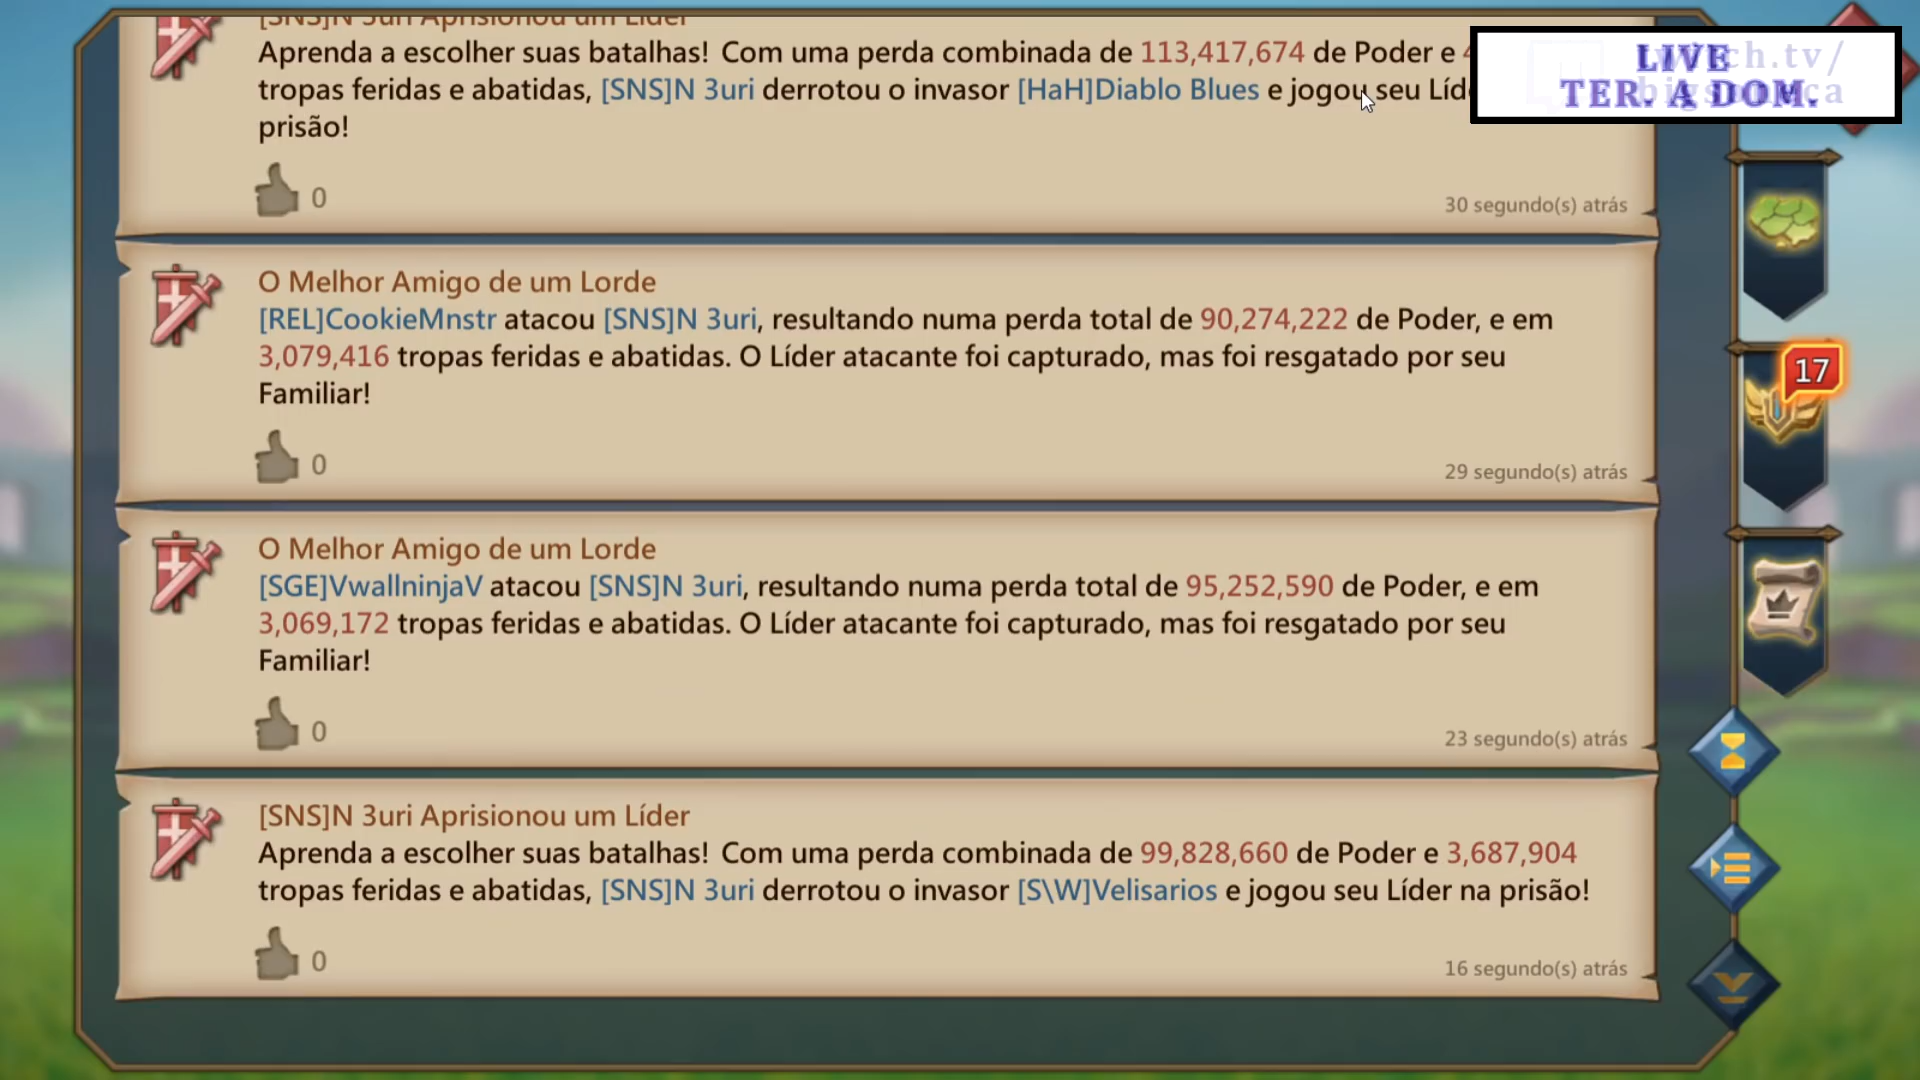 [SNS]N 3uri Aprisionou um Líder
Aprenda a escolher suas batalhas! Com uma perda combinada de 113,417,674 de Poder e
tropas feridas e abatidas, [SNS]N 3uri derrotou o invasor [HaH]Diablo Blues e jogou seu
prisão!
0
30 segundo(s) atrás
O Melhor Amigo de um Lorde
[REL]CookieMnstr atacou [SNS]N 3uri, resultando numa perda total de 90,274,222 de Poder, e em
3,079,416 tropas feridas e abatidas. O Líder atacante foi capturado, mas foi resgatado por seu
Familiar!
0
29 segundo(s) atrás
O Melhor Amigo de um Lorde
[SGE]VwallninjaV atacou [SNS]N 3uri, resultando numa perda total de 95,252,590 de Poder, e em
3,069,172 tropas feridas e abatidas. O Líder atacante foi capturado, mas foi resgatado por seu
Familiar!
0
23 segundo(s) atrás
[SNS]N 3uri Aprisionou um Líder
Aprenda a escolher suas batalhas! Com uma perda combinada de 99,828,660 de Poder e 3,687,904
tropas feridas e abatidas, [SNS]N 3uri derrotou o invasor [S\W]Velisarios e jogou seu Líder na prisão!
0
16 segundo(s) atrás
LIVE
TER. A DOM.
17